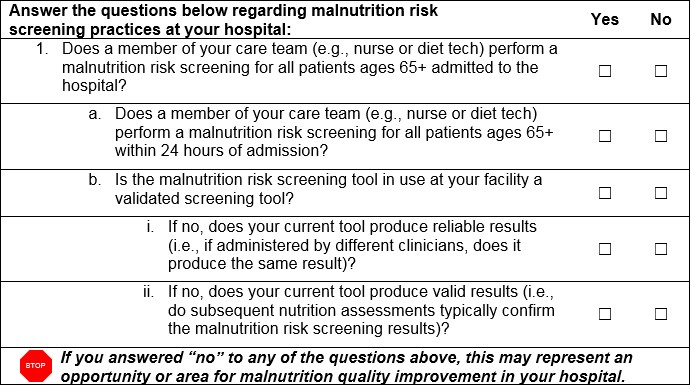 Answer the questions below regarding malnutrition risk
screening practices at your hospital:
Yes No
1. Does a member of your care team (e.g., nurse or diet tech) perform a
malnutrition risk screening for all patients ages 65+ admitted to the
hospital?
☐ ☐
a. Does a member of your care team (e.g., nurse or diet tech)
perform a malnutrition risk screening for all patients ages 65+
within 24 hours of admission?
☐ ☐
b. Is the malnutrition risk screening tool in use at your facility a
validated screening tool?
☐ ☐
i. If no, does your current tool produce reliable results
(i.e., if administered by different clinicians, does it
produce the same result)?
☐ ☐
ii. If no, does your current tool produce valid results (i.e.,
do subsequent nutrition assessments typically confirm
the malnutrition risk screening results)?
☐ ☐
STOP
If you answered “no” to any of the questions above, this may represent an
opportunity or area for malnutrition quality improvement in your hospital.